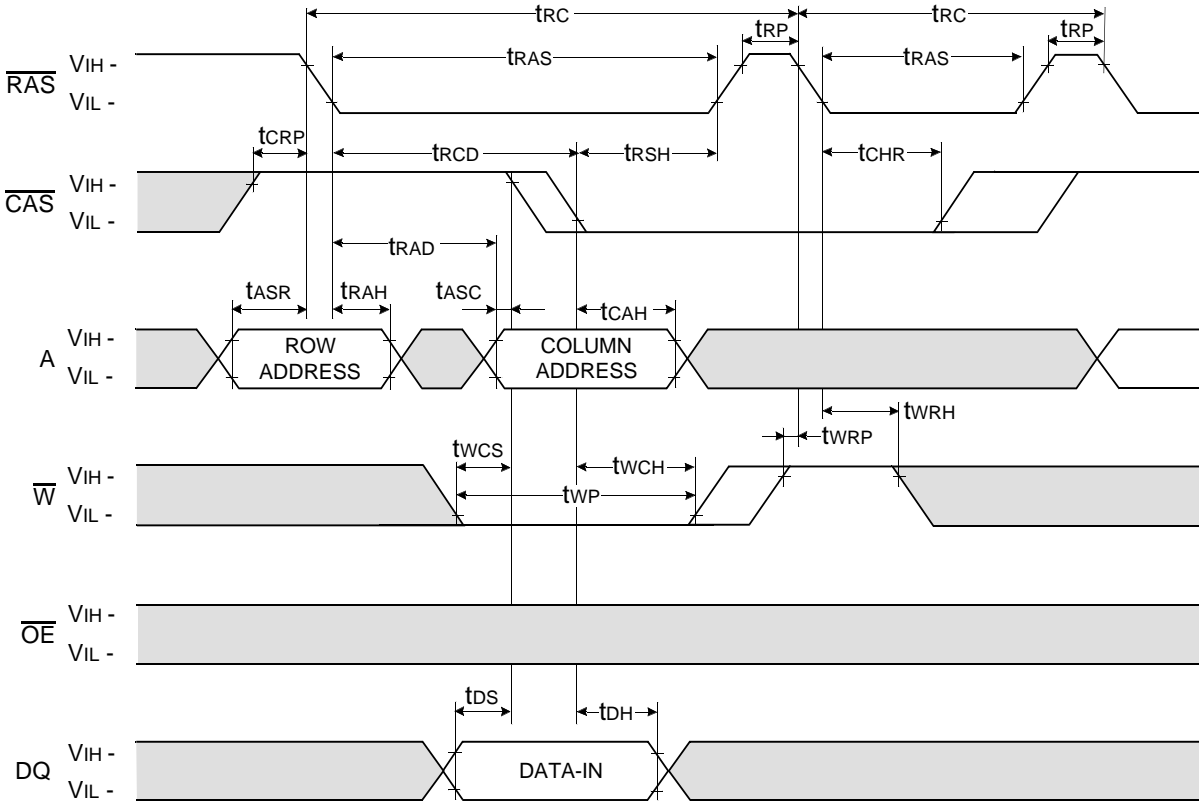 tRC tRC
tRP tRP
RAS VIH - tRAS tRAS
VIL -
tCRP tRCD tRSH tCHR
CAS VIH -
VIL -
tRAD
tASR tRAH tASC tCAH
A VIH - ROW ADDRESS COLUMN ADDRESS
VIL -
tWRH
tWRP
tWCS tWCH
W VIH - tWP
VIL -
OE VIH -
VIL -
tDS tDH
DQ VIH - DATA-IN
VIL -